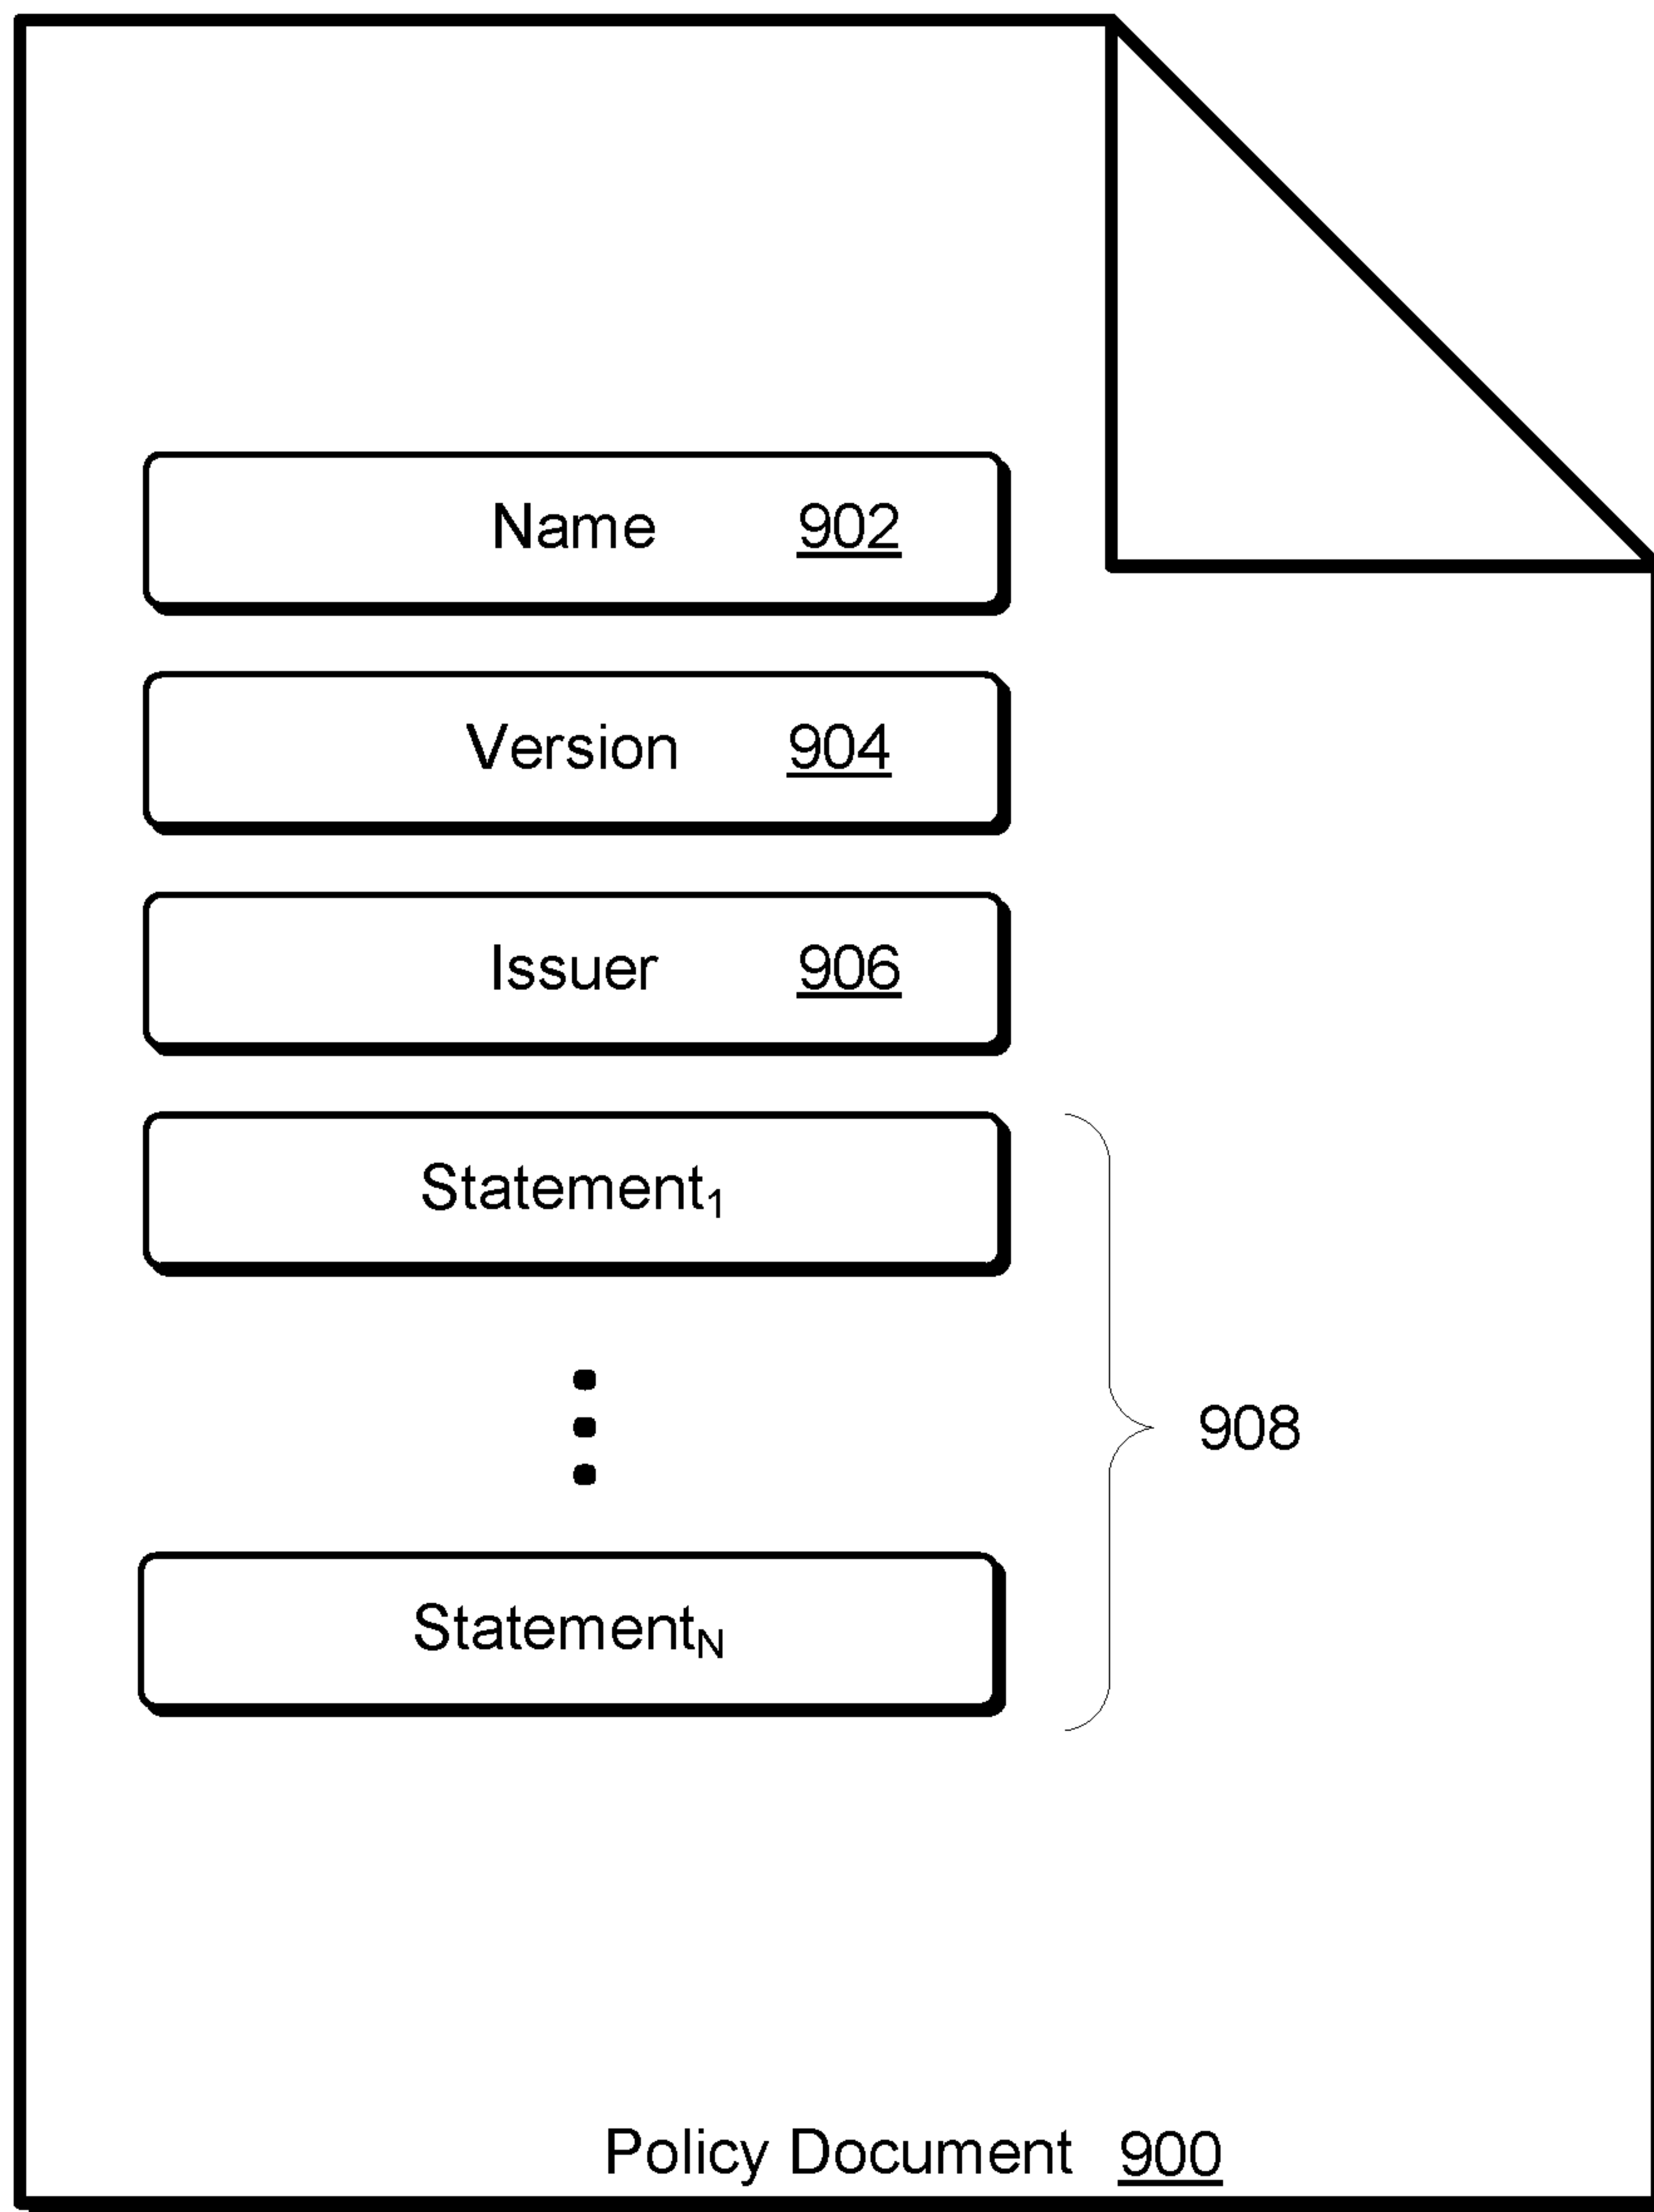 Name 902
Version 904
Issuer 906
Statement1
908
StatementN
Policy Document 900